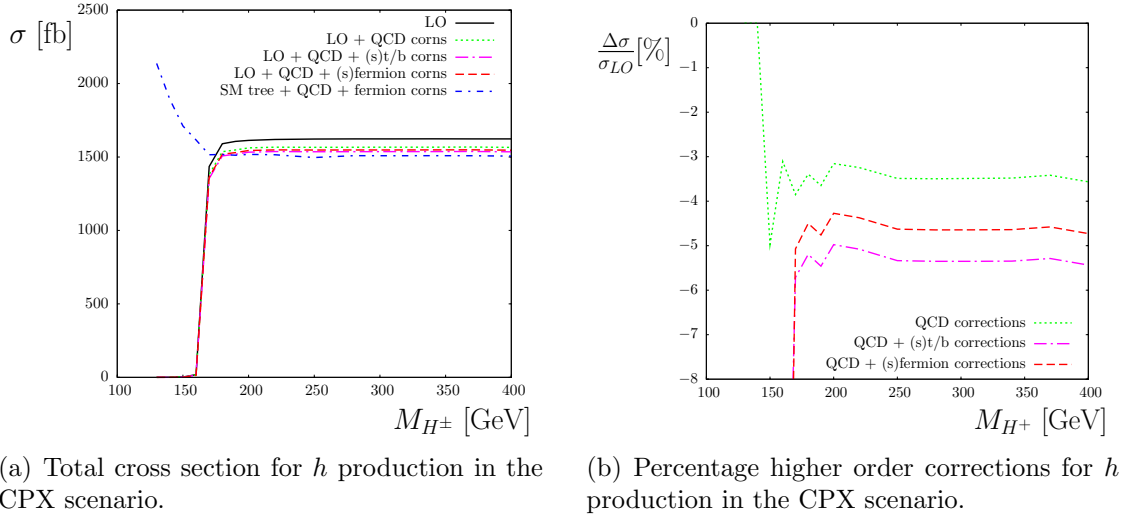 σ [fb]
2500
2000
1500
1000
500
0
LO
LO + QCD corns
LO + QCD + (s)t/b corns
LO + QCD + (s)fermion corns
SM tree + QCD + fermion corns
100 150 200 250 300 350 400
M_{H^±} [GeV]
(a) Total cross section for h production in the
CPX scenario.
Δσ/σ_{LO} [%]
0
−1
−2
−3
−4
−5
−6
−7
−8
QCD corrections
QCD + (s)t/b corrections
QCD + (s)fermion corrections
100 150 200 250 300 350 400
M_{H^+} [GeV]
(b) Percentage higher order corrections for h
production in the CPX scenario.